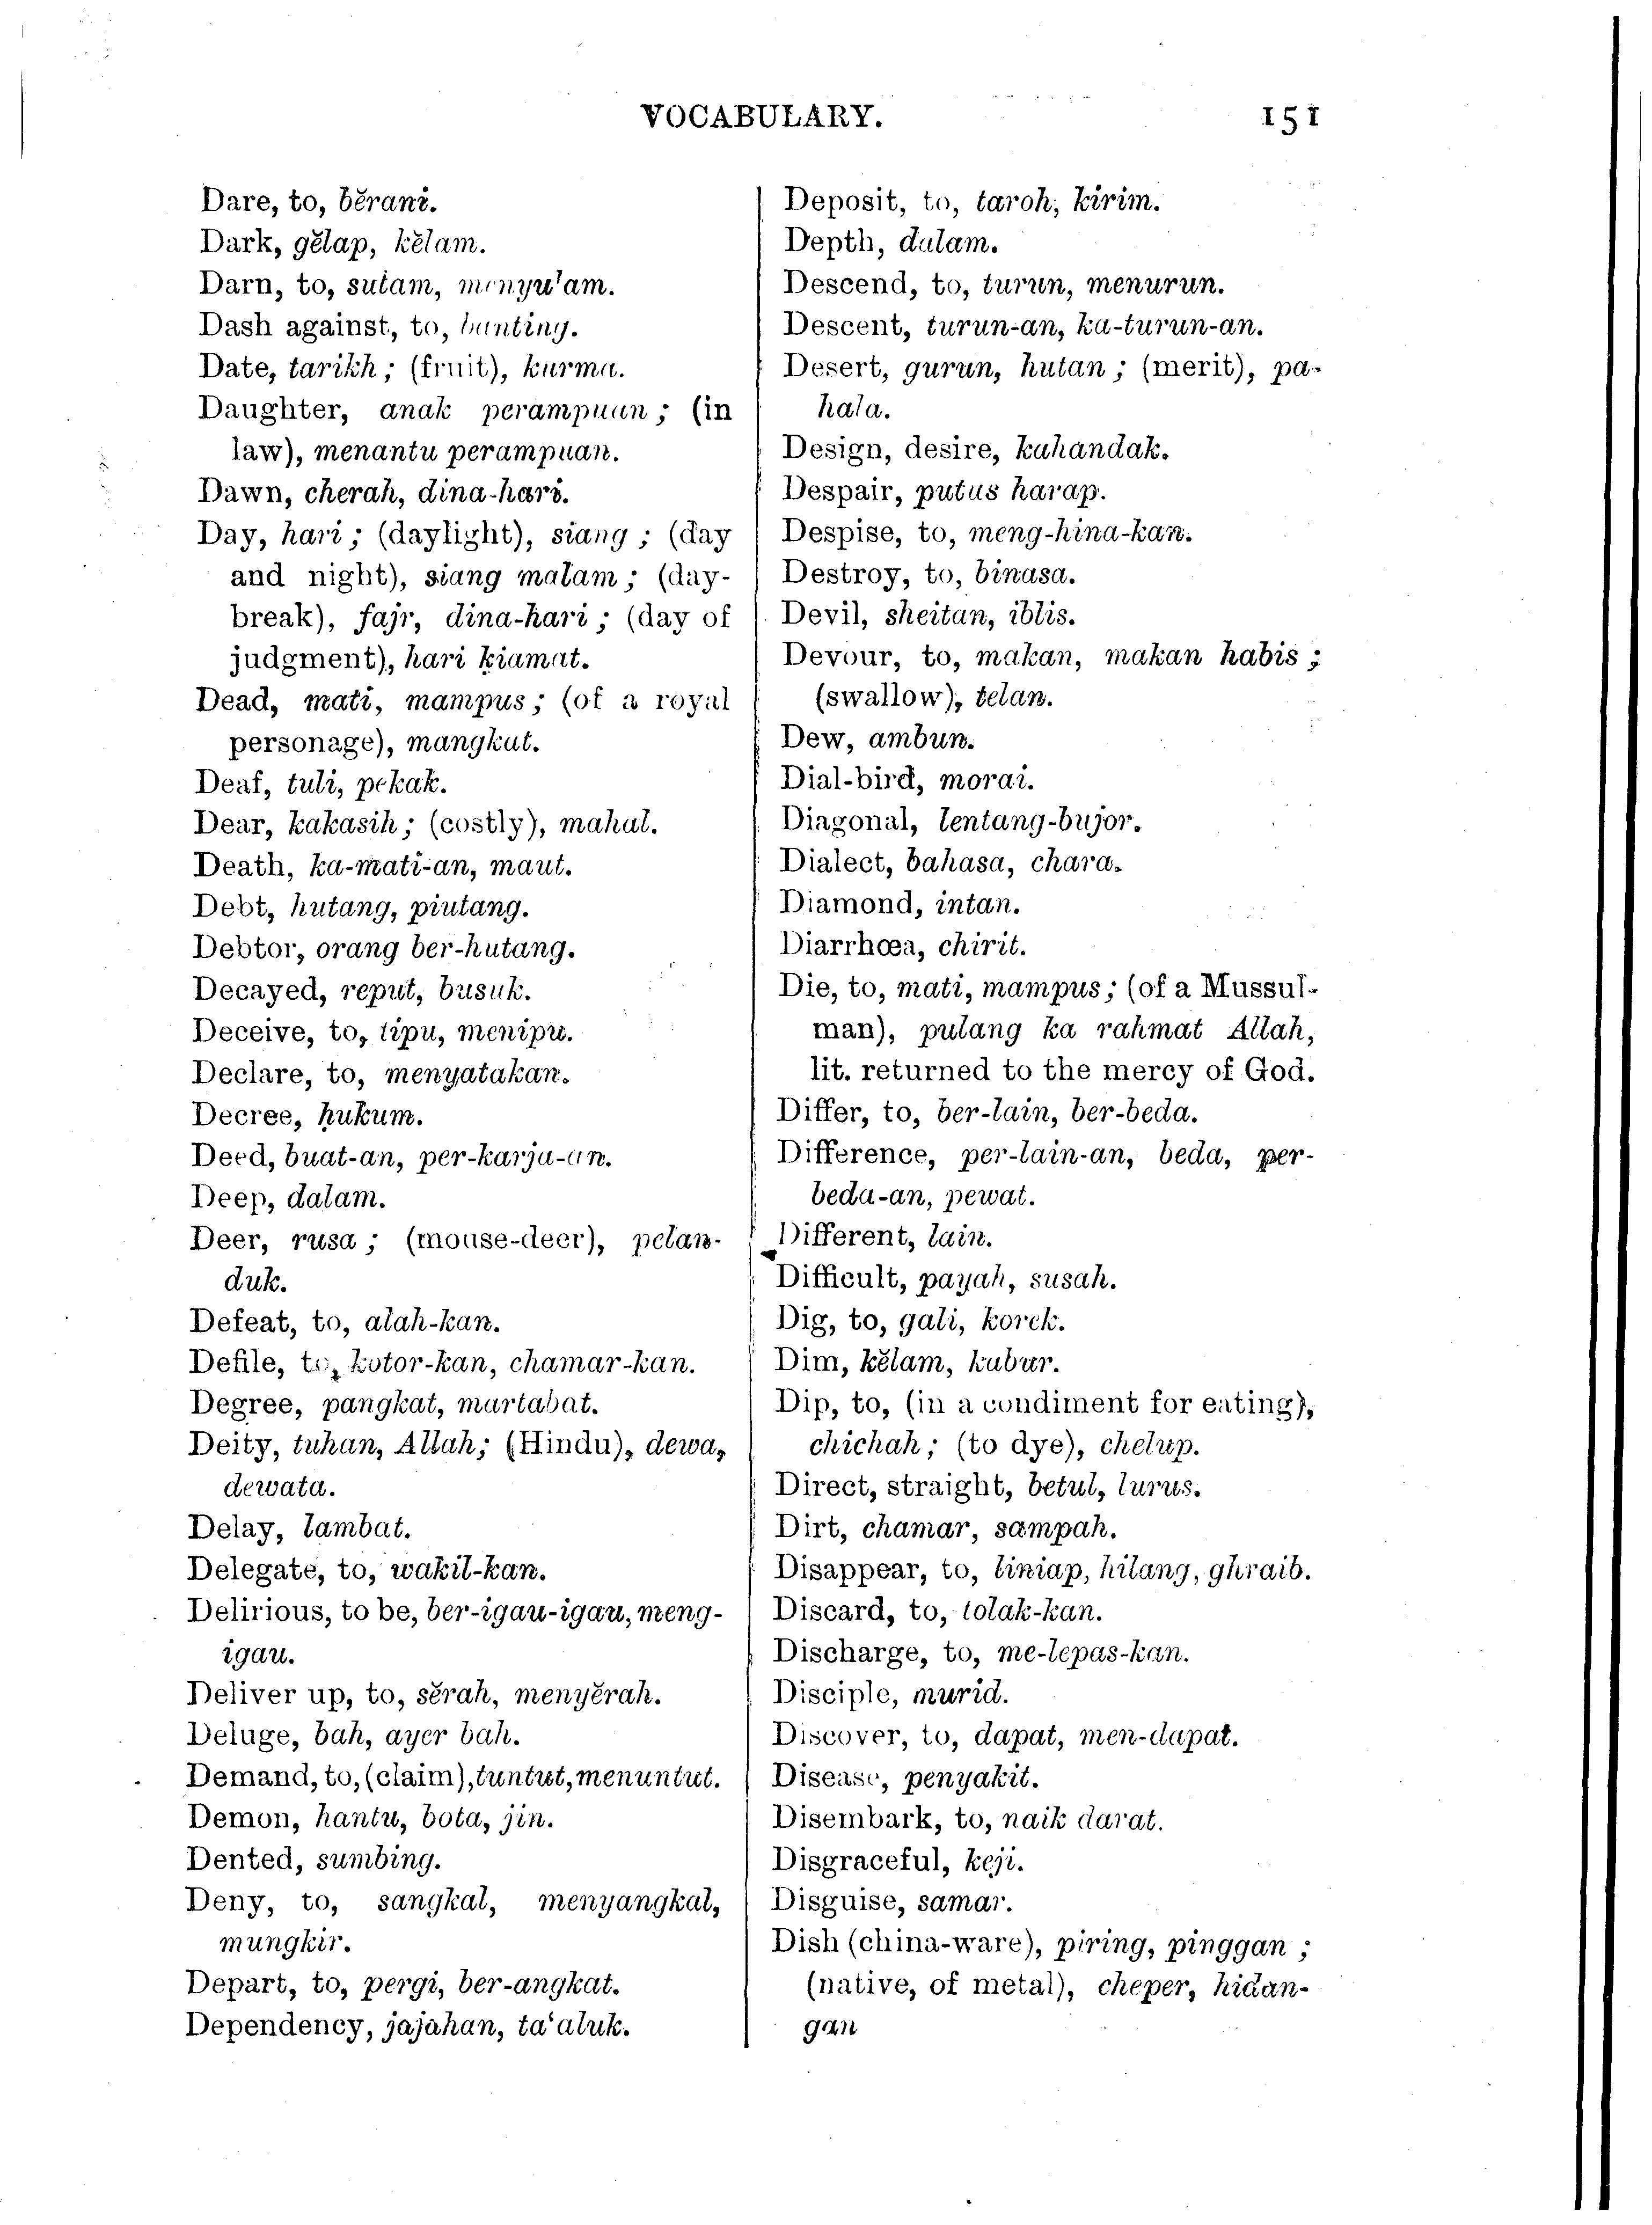 VOCABULARY. 151
Dare, to, bĕrani.
Dark, gĕlap, kĕlam.
Darn, to, sulam, menyulam.
Dash against, to, banting.
Date, tarikh; (fruit), kurma.
Daughter, anak perampuan; (in
law), menantu perampuan.
Dawn, cherah, dina-hari.
Day, hari; (daylight), siang; (day
and night), siang malam; (day-
break), fajr, dina-hari; (day of
judgment), hari kiamat.
Dead, mati, mampus; (of a royal
personage), mangkat.
Deaf, tuli, pekak.
Dear, kakasih; (costly), mahal.
Death, ka-mati-an, maut.
Debt, hutang, piutang.
Debtor, orang ber-hutang.
Decayed, reput, busuk.
Deceive, to, tipu, menipu.
Declare, to, menyatakan.
Decree, hukum.
Deed, buat-an, per-karja-an.
Deep, dalam.
Deer, rusa; (mouse-deer), pelan-
duk.
Defeat, to, alah-kan.
Defile, to, kotor-kan, chamar-kan.
Degree, pangkat, martabat.
Deity, tuhan, Allah; (Hindu), dewa,
dewata.
Delay, lambat.
Delegate, to, wakil-kan.
Delirious, to be, ber-igau-igau, meng-
igau.
Deliver up, to, sĕrah, menyĕrah.
Deluge, bah, ayer bah.
Demand, to, (claim), tuntut, menuntut.
Demon, hantu, bota, jin.
Dented, sumbing.
Deny, to, sangkal, menyangkal,
mungkir.
Depart, to, pergi, ber-angkat.
Dependency, jajahan, ta‘aluk.
Deposit, to, taroh, kirim.
Depth, dalam.
Descend, to, turun, menurun.
Descent, turun-an, ka-turun-an.
Desert, gurun, hutan; (merit), pa-
hala.
Design, desire, kahandak.
Despair, putus harap.
Despise, to, meng-hina-kan.
Destroy, to, binasa.
Devil, sheitan, iblis.
Devour, to, makan, makan habis;
(swallow), telan.
Dew, ambun.
Dial-bird, morai.
Diagonal, lentang-bujor.
Dialect, bahasa, chara.
Diamond, intan.
Diarrhœa, chirit.
Die, to, mati, mampus; (of a Mussul-
man), pulang ka rahmat Allah,
lit. returned to the mercy of God.
Differ, to, ber-lain, ber-beda.
Difference, per-lain-an, beda, per-
beda-an, pewat.
Different, lain.
Difficult, payah, susah.
Dig, to, gali, korek.
Dim, kĕlam, kabur.
Dip, to, (in a condiment for eating),
chichah; (to dye), chelup.
Direct, straight, betul, lurus.
Dirt, chamar, sampah.
Disappear, to, liniap, hilang, ghraib.
Discard, to, tolak-kan.
Discharge, to, me-lepas-kan.
Disciple, murid.
Discover, to, dapat, men-dapat.
Disease, penyakit.
Disembark, to, naik darat.
Disgraceful, keji.
Disguise, samar.
Dish (china-ware), piring, pinggan;
(native, of metal), cheper, hidan-
gan